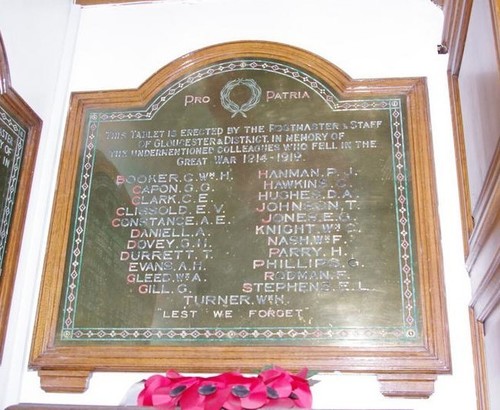 PRO PATRIA
THIS TABLET IS ERECTED BY THE POSTMASTER & STAFF
OF GLOUCESTER & DISTRICT, IN MEMORY OF
THE UNDERMENTIONED COLLEAGUES WHO FELL IN THE
GREAT WAR 1914-1919.
BOOKER. G. WM H.
CAPON. G. G.
CLARK. C. E.
CLISSOLD. E. V.
CONSTANCE. A. E.
DANIELL. A.
DOVEY. G. H.
DURRETT. T.
EVANS. A. H.
GLEED. WM A.
GILL. G.
HANMAN. F. J.
HAWKINS. C.
HUGHES. D. A.
JOHNSON. T.
JONES. E. G.
KNIGHT. WM G.
NASH. WM F.
PARRY. H.
PHILLIPS. G.
RODMAN. F.
STEPHENS. E. L.
TURNER. WM H.
"LEST WE FORGET"